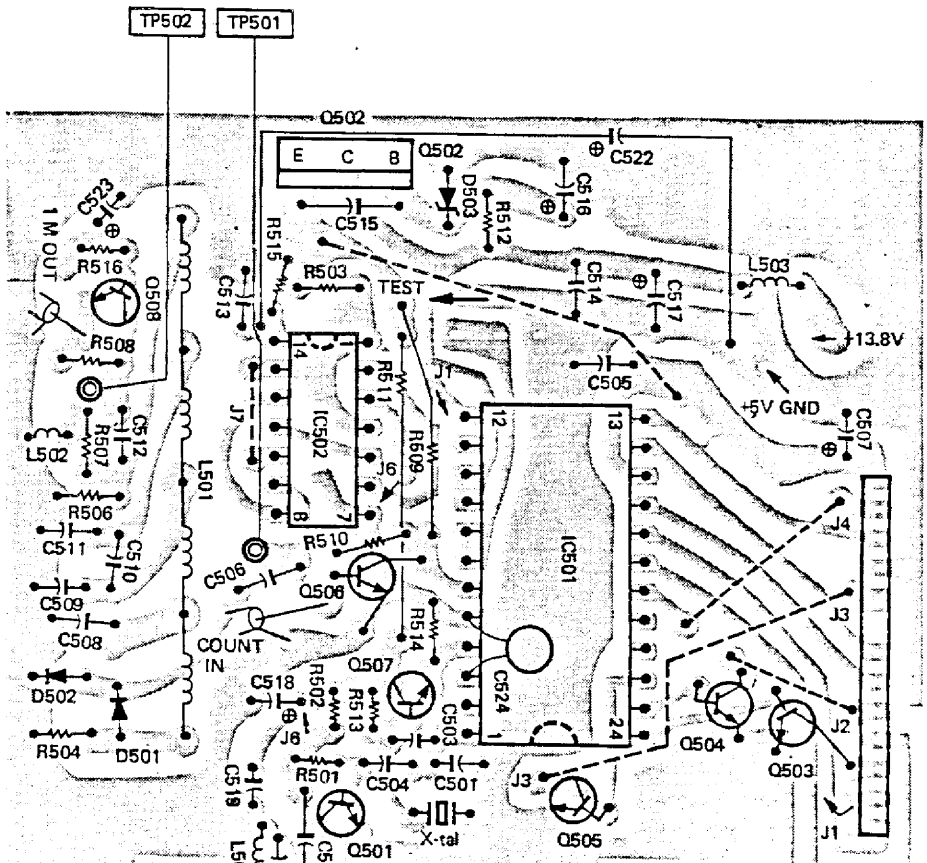 TP502 TP501
Q502
E C B
Q502
C522
C523
1 M OUT
R516
Q508
R508
C515
D503
R512
C516
R515
R503
C513
TEST
C514
C517
L503
+13.8V
C505
+5V GND
C507
14
IC502
8
7
J7
R511
J1
R509
J6
L502
R507
C512
L501
R506
C511
C510
C509
C508
R510
C506
Q506
COUNT
IN
12
13
IC501
1
24
C524
R514
J4
J3
J2
J1
D502
D501
R504
C518
J6
R502
R513
Q507
C503
C504
C501
R501
C519
Q501
X-tal
J3
Q505
Q504
Q503